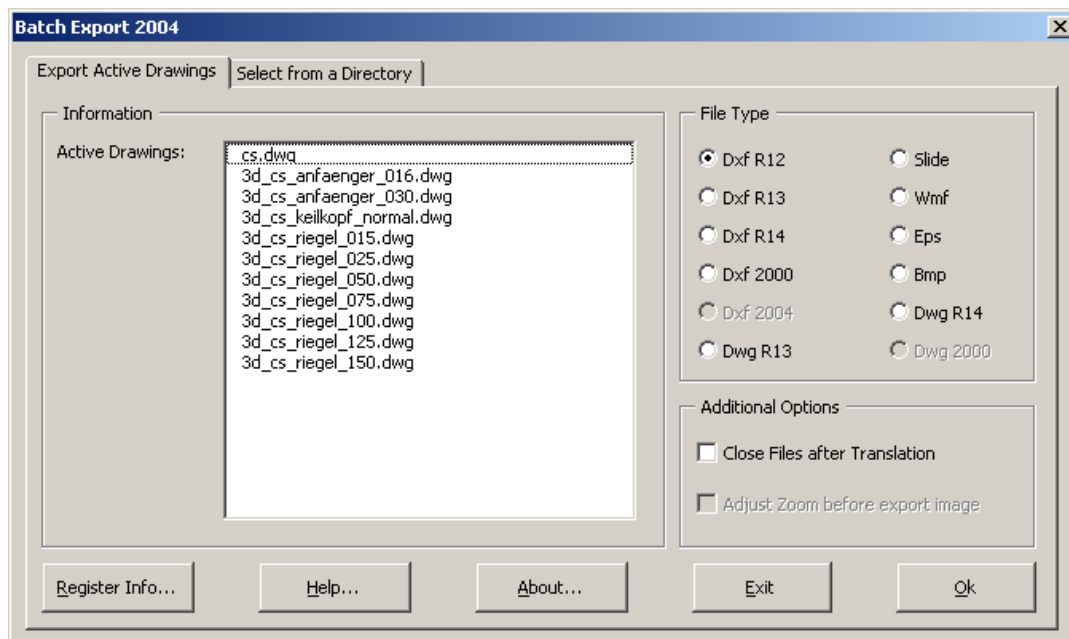 Batch Export 2004
Export Active Drawings
Select from a Directory
Information
Active Drawings:
cs.dwg
3d_cs_anfaenger_016.dwg
3d_cs_anfaenger_030.dwg
3d_cs_keilkopf_normal.dwg
3d_cs_riegel_015.dwg
3d_cs_riegel_025.dwg
3d_cs_riegel_050.dwg
3d_cs_riegel_075.dwg
3d_cs_riegel_100.dwg
3d_cs_riegel_125.dwg
3d_cs_riegel_150.dwg
File Type
Dxf R12
Slide
Dxf R13
Wmf
Dxf R14
Eps
Dxf 2000
Bmp
Dxf 2004
Dwg R14
Dwg R13
Dwg 2000
Additional Options
Close Files after Translation
Adjust Zoom before export image
Register Info...
Help...
About...
Exit
Ok